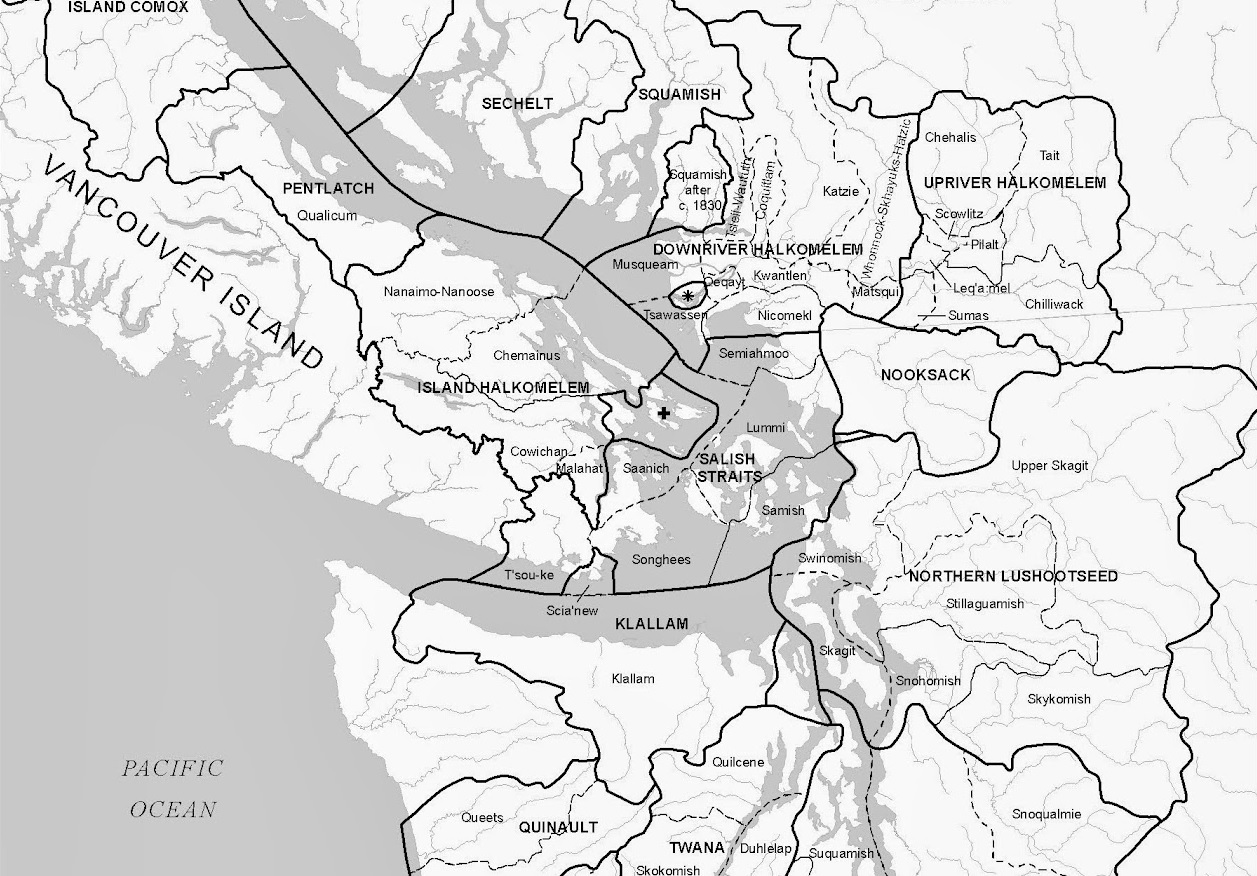 ISLAND COMOX
SECHELT
SQUAMISH
Chehalis
Tait
Squamish
after
c. 1830
Tsleil-Waututh
Coquitlam
Katzie
Whonnock-Skhayuks-Hatzic
UPRIVER HALKOMELEM
VANCOUVER ISLAND
PENTLATCH
Qualicum
Scowlitz
Pilalt
DOWNRIVER HALKOMELEM
Musqueam
Qeqayt
Kwantlen
Matsqui
Leq'a:mel
Chilliwack
Nanaimo-Nanoose
*
Tsawassen
Nicomekl
Sumas
Chemainus
Semiahmoo
ISLAND HALKOMELEM
NOOKSACK
+
Lummi
Cowichan
Malahat
Saanich
SALISH
STRAITS
Upper Skagit
Samish
Songhees
Swinomish
T'sou-ke
NORTHERN LUSHOOTSEED
Stillaguamish
Scia'new
KLALLAM
Klallam
Skagit
Snohomish
Skykomish
PACIFIC
OCEAN
Quilcene
Queets
QUINAULT
Snoqualmie
TWANA
Duhlelap
Suquamish
Skokomish